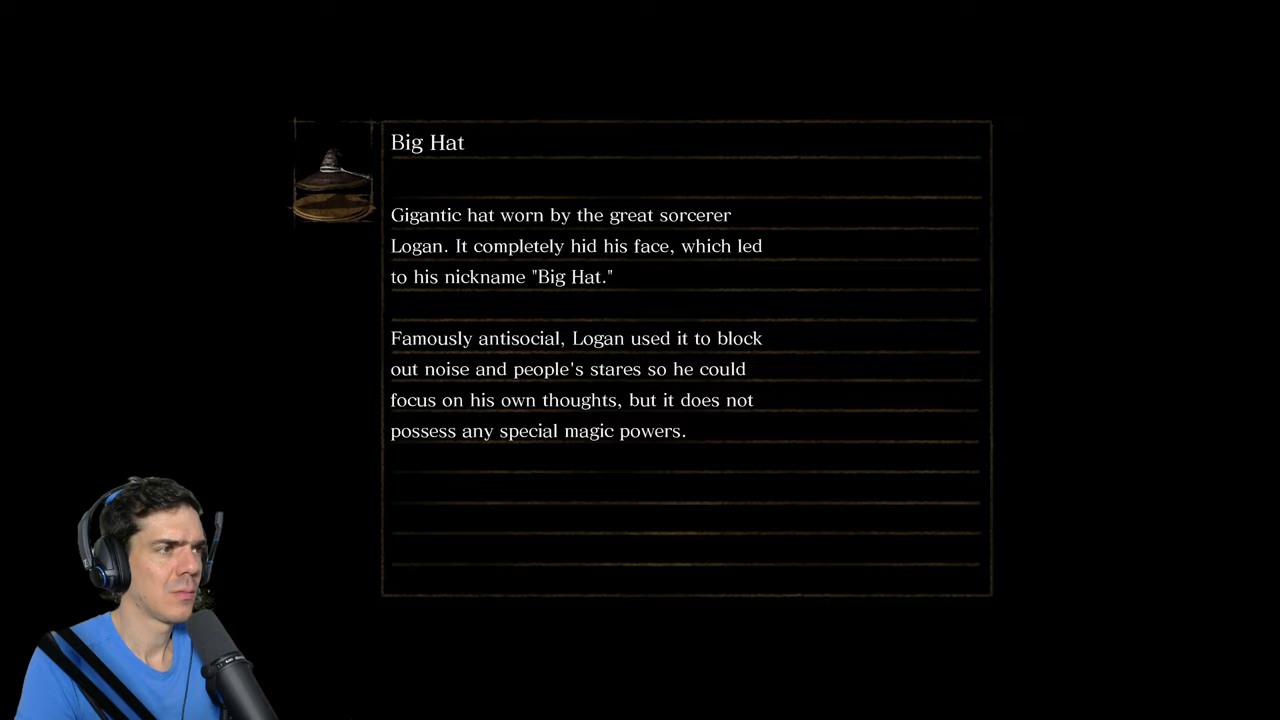 Big Hat
Gigantic hat worn by the great sorcerer
Logan. It completely hid his face, which led
to his nickname "Big Hat."
Famously antisocial, Logan used it to block
out noise and people's stares so he could
focus on his own thoughts, but it does not
possess any special magic powers.